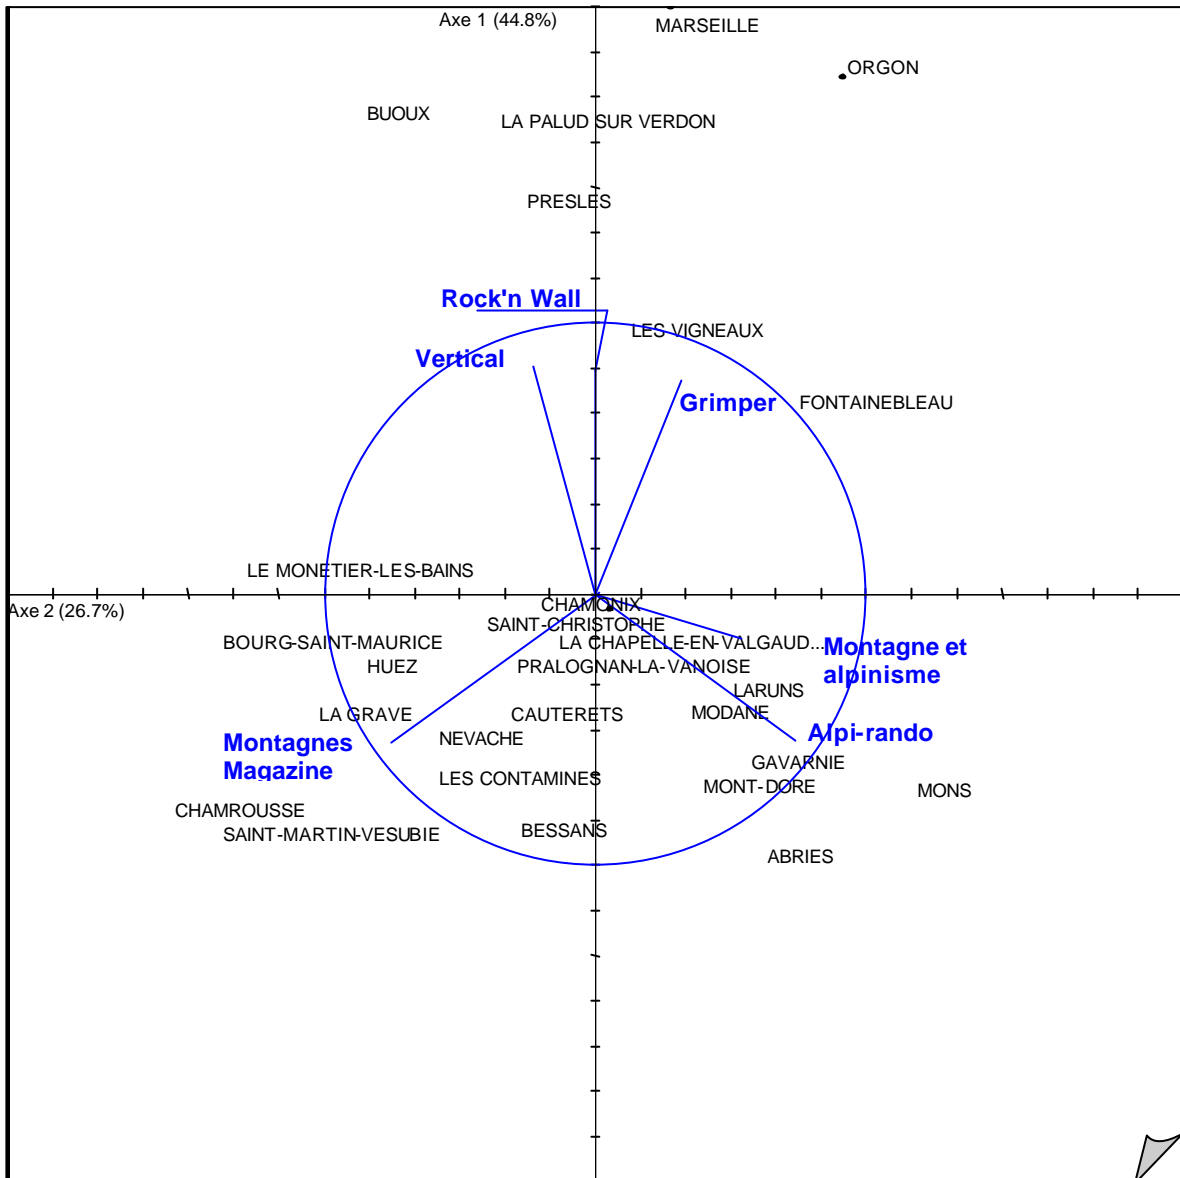 Axe 1 (44.8%)
MARSEILLE
ORGON
BUOUX
LA PALUD SUR VERDON
PRESLES
Rock'n Wall
LES VIGNEAUX
Vertical
Grimper
FONTAINEBLEAU
LE MONETIER-LES-BAINS
Axe 2 (26.7%)
CHAMONIX
SAINT-CHRISTOPHE
BOURG-SAINT-MAURICE
LA CHAPELLE-EN-VALGAUD...
Montagne et
alpinisme
HUEZ
PRALOGNAN-LA-VANOISE
LARUNS
LA GRAVE
CAUTERETS
MODANE
NEVACHE
Alpi-rando
Montagnes
Magazine
GAVARNIE
LES CONTAMINES
MONT-DORE
MONS
CHAMROUSSE
SAINT-MARTIN-VESUBIE
BESSANS
ABRIES